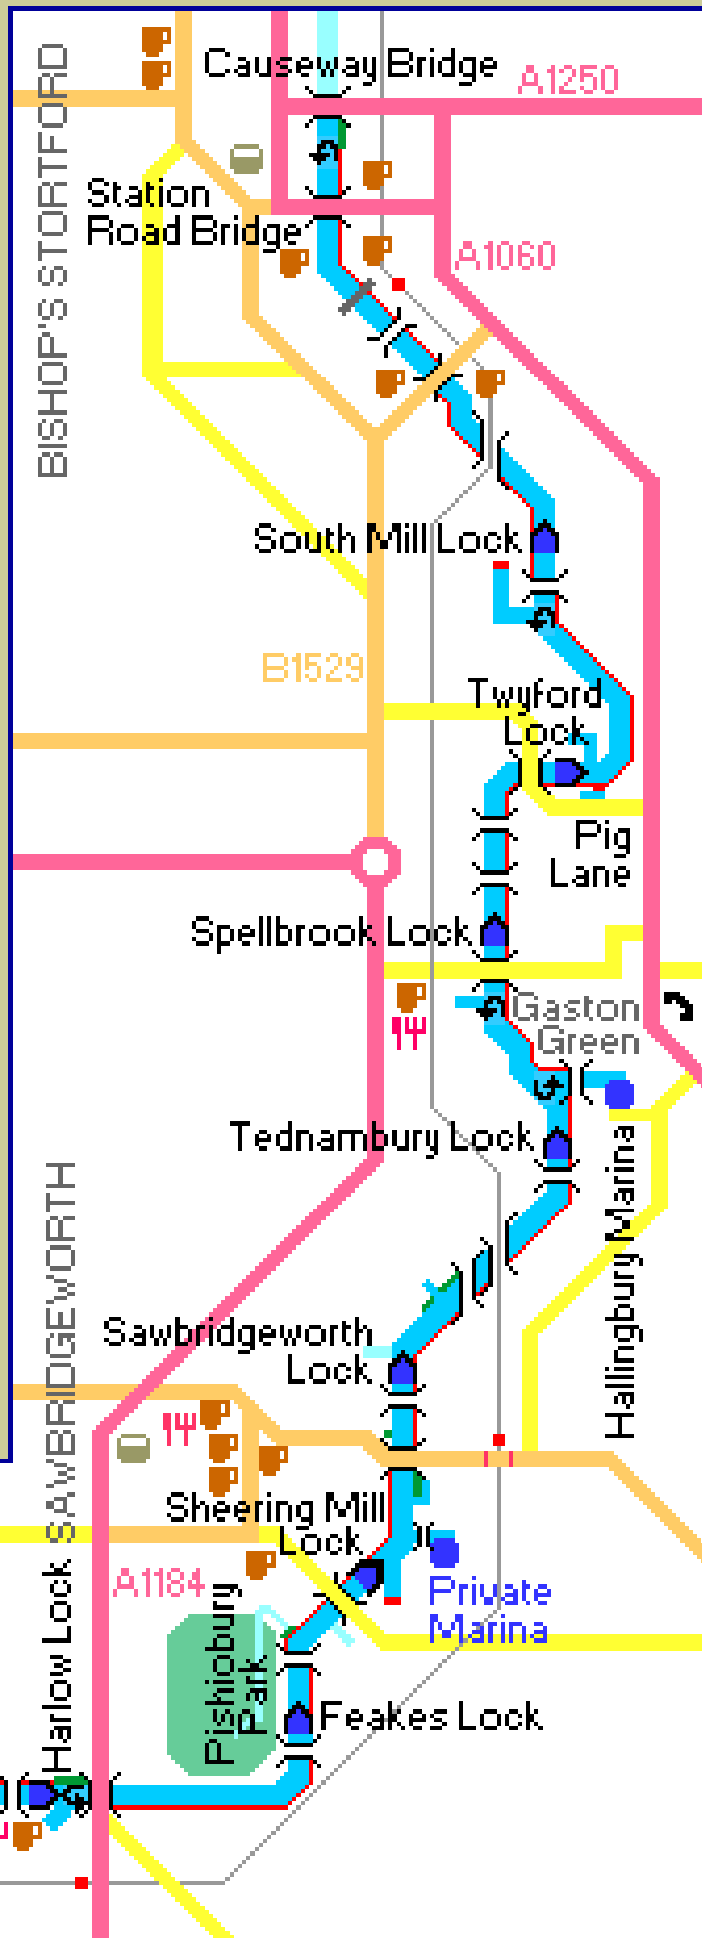 Causeway Bridge
A1250
BISHOP'S STORTFORD
Station
Road Bridge
A1060
South Mill Lock
B1529
Twyford
Lock
Pig
Lane
Spellbrook Lock
Gaston
Green
Tednambury Lock
Hallingbury Marina
SAWBRIDGEWORTH
Sawbridgeworth
Lock
Sheering Mill
Lock
A1184
Private
Marina
Harlow Lock
Pishiobury
Park
Feakes Lock